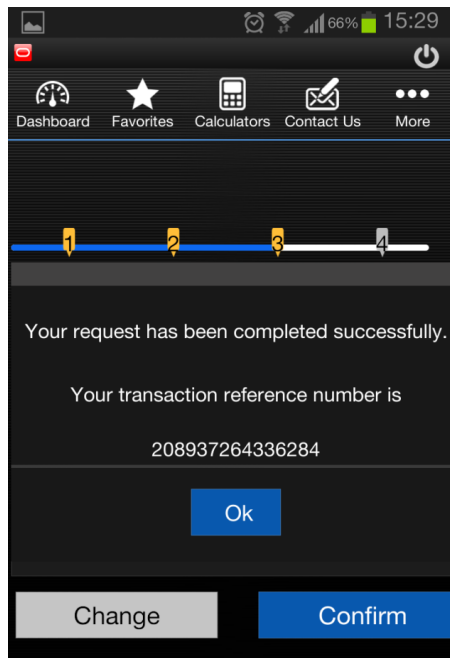 66% 15:29
Dashboard Favorites Calculators Contact Us More
1 2 3 4
Your request has been completed successfully.
Your transaction reference number is
208937264336284
Ok
Change Confirm